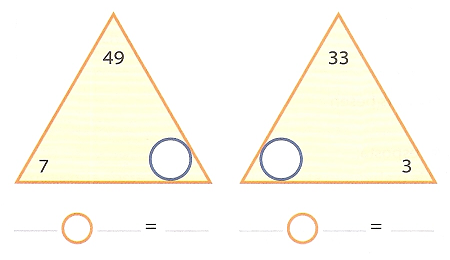 49 33
7 3
= =